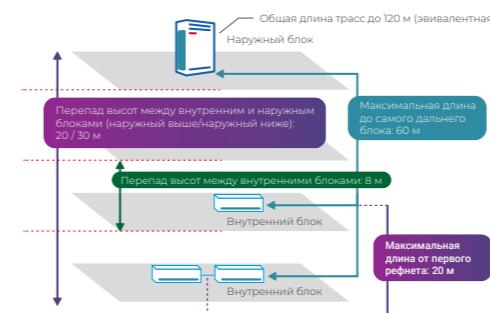 Общая длина трасс до 120 м (эвивалентная
Наружный блок
Перепад высот между внутренним и наружным
блоками (наружный выше/наружный ниже):
20 / 30 м
Максимальная длина
до самого дальнего
блока: 60 м
Перепад высот между внутренними блоками: 8 м
Внутренний блок
Максимальная
длина от первого
рефнета: 20 м
Внутренний блок